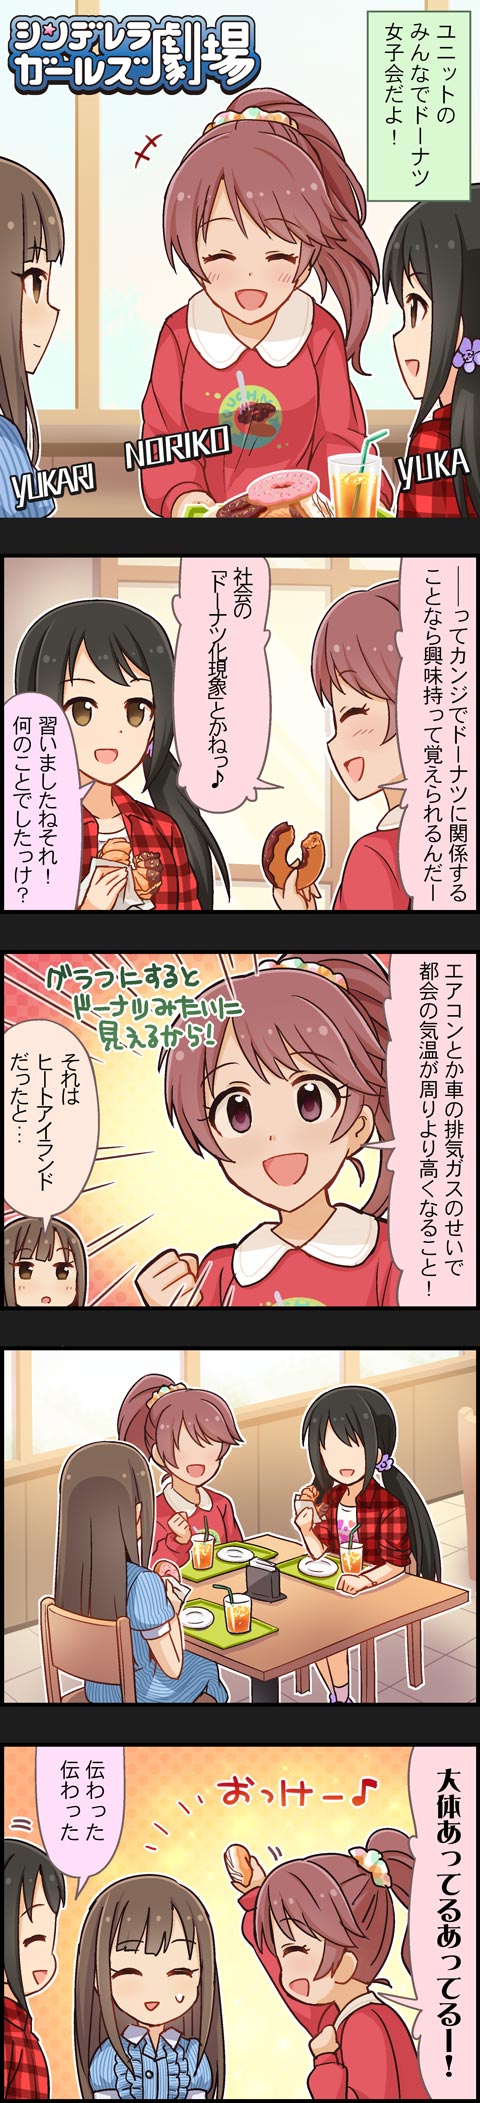 シンデレラ
ガールズ劇場
ユニットの
みんなでドーナツ
女子会だよ！
YUKARI
NORIKO
YUKA
――ってカンジでドーナツに関係する
ことなら興味持って覚えられるんだー
社会の
「ドーナツ化現象」とかねっ♪
習いましたねそれ！
何のことでしたっけ？
エアコンとか車の排気ガスのせいで
都会の気温が周りより高くなること！
グラフにすると
ドーナツみたいに
見えるから！
それは
ヒートアイランド
だったと…
大体あってるあってるー！
おっけー♪
伝わった
伝わった